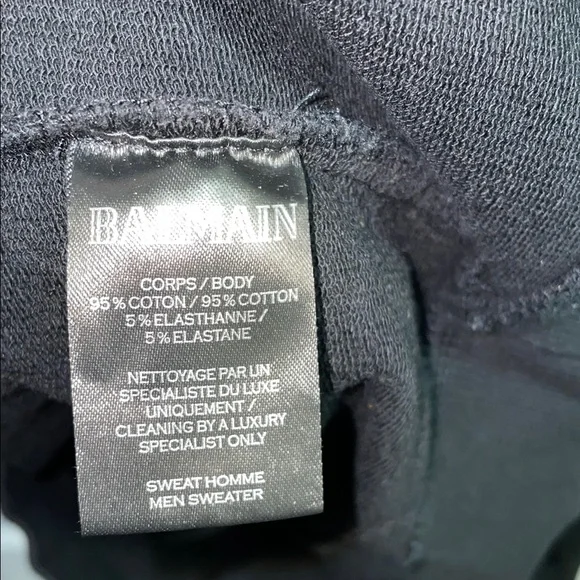 BALMAIN
CORPS / BODY
95% COTON / 95% COTTON
5% ELASTHANNE /
5% ELASTANE
NETTOYAGE PAR UN
SPECIALISTE DU LUXE
UNIQUEMENT /
CLEANING BY A LUXURY
SPECIALIST ONLY
SWEAT HOMME
MEN SWEATER